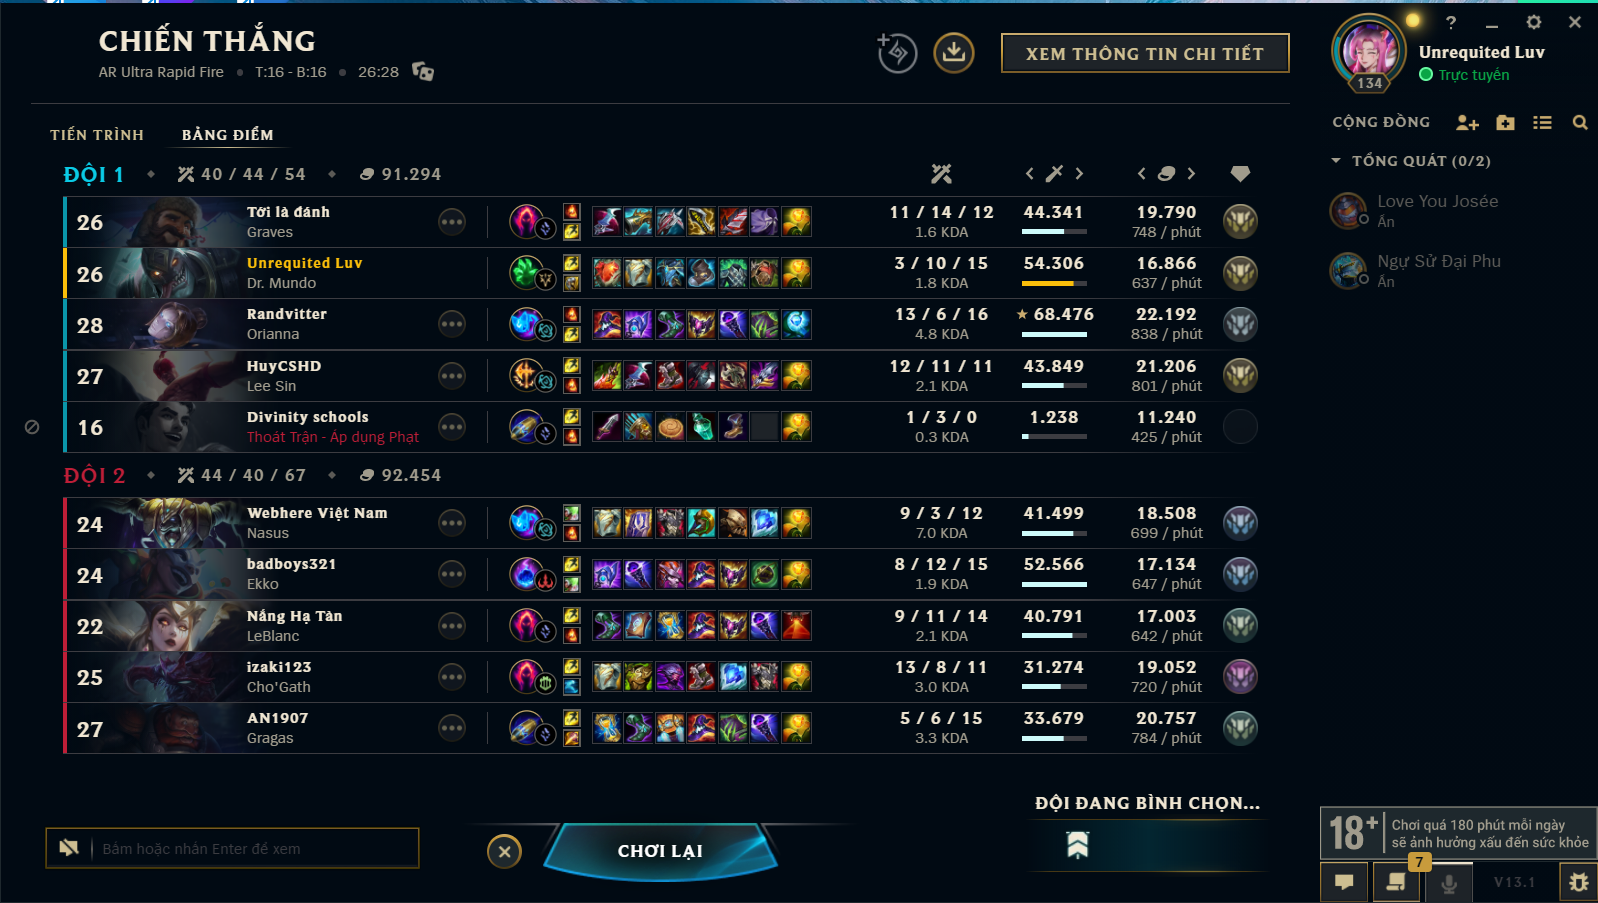 CHIẾN THẮNG
AR Ultra Rapid Fire • T:16 - B:16 • 26:28
XEM THÔNG TIN CHI TIẾT
134
Unrequited Luv
Trực tuyến
CỘNG ĐỒNG
TỔNG QUÁT (0/2)
Love You Josée
Ẩn
Ngự Sử Đại Phu
Ẩn
TIẾN TRÌNH
BẢNG ĐIỂM
ĐỘI 1 40 / 44 / 54 91.294
26 Tới là đánh 11 / 14 / 12 44.341 19.790
Graves 1.6 KDA 748 / phút
26 Unrequited Luv 3 / 10 / 15 54.306 16.866
Dr. Mundo 1.8 KDA 637 / phút
28 Randvitter 13 / 6 / 16 68.476 22.192
Orianna 4.8 KDA 838 / phút
27 HuyCSHD 12 / 11 / 11 43.849 21.206
Lee Sin 2.1 KDA 801 / phút
16 Divinity schools 1 / 3 / 0 1.238 11.240
Thoát Trận - Áp dụng Phạt 0.3 KDA 425 / phút
ĐỘI 2 44 / 40 / 67 92.454
24 Webhere Việt Nam 9 / 3 / 12 41.499 18.508
Nasus 7.0 KDA 699 / phút
24 badboys321 8 / 12 / 15 52.566 17.134
Ekko 1.9 KDA 647 / phút
22 Nắng Hạ Tàn 9 / 11 / 14 40.791 17.003
LeBlanc 2.1 KDA 642 / phút
25 izaki123 13 / 8 / 11 31.274 19.052
Cho'Gath 3.0 KDA 720 / phút
27 AN1907 5 / 6 / 15 33.679 20.757
Gragas 3.3 KDA 784 / phút
ĐỘI ĐANG BÌNH CHỌN...
Bấm hoặc nhấn Enter để xem
CHƠI LẠI
18+
Chơi quá 180 phút mỗi ngày
sẽ ảnh hưởng xấu đến sức khỏe
7
V13.1